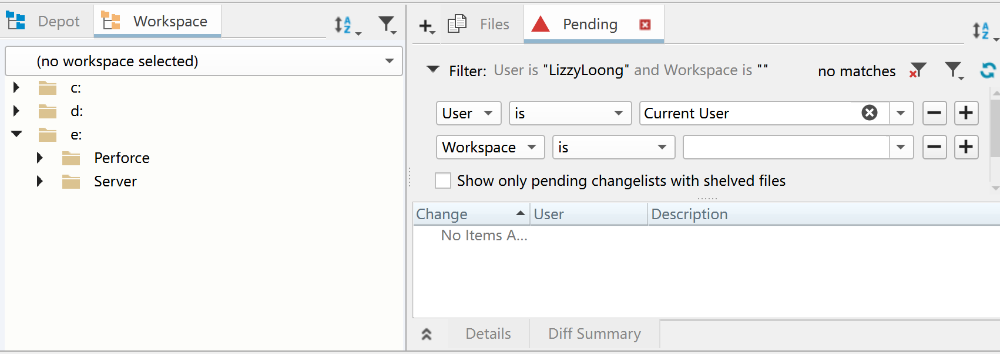 Depot
Workspace
Files
Pending
(no workspace selected)
c:
d:
e:
Perforce
Server
Filter: User is "LizzyLoong" and Workspace is "" no matches
User is Current User
Workspace is
Show only pending changelists with shelved files
Change User Description
No Items A...
Details Diff Summary